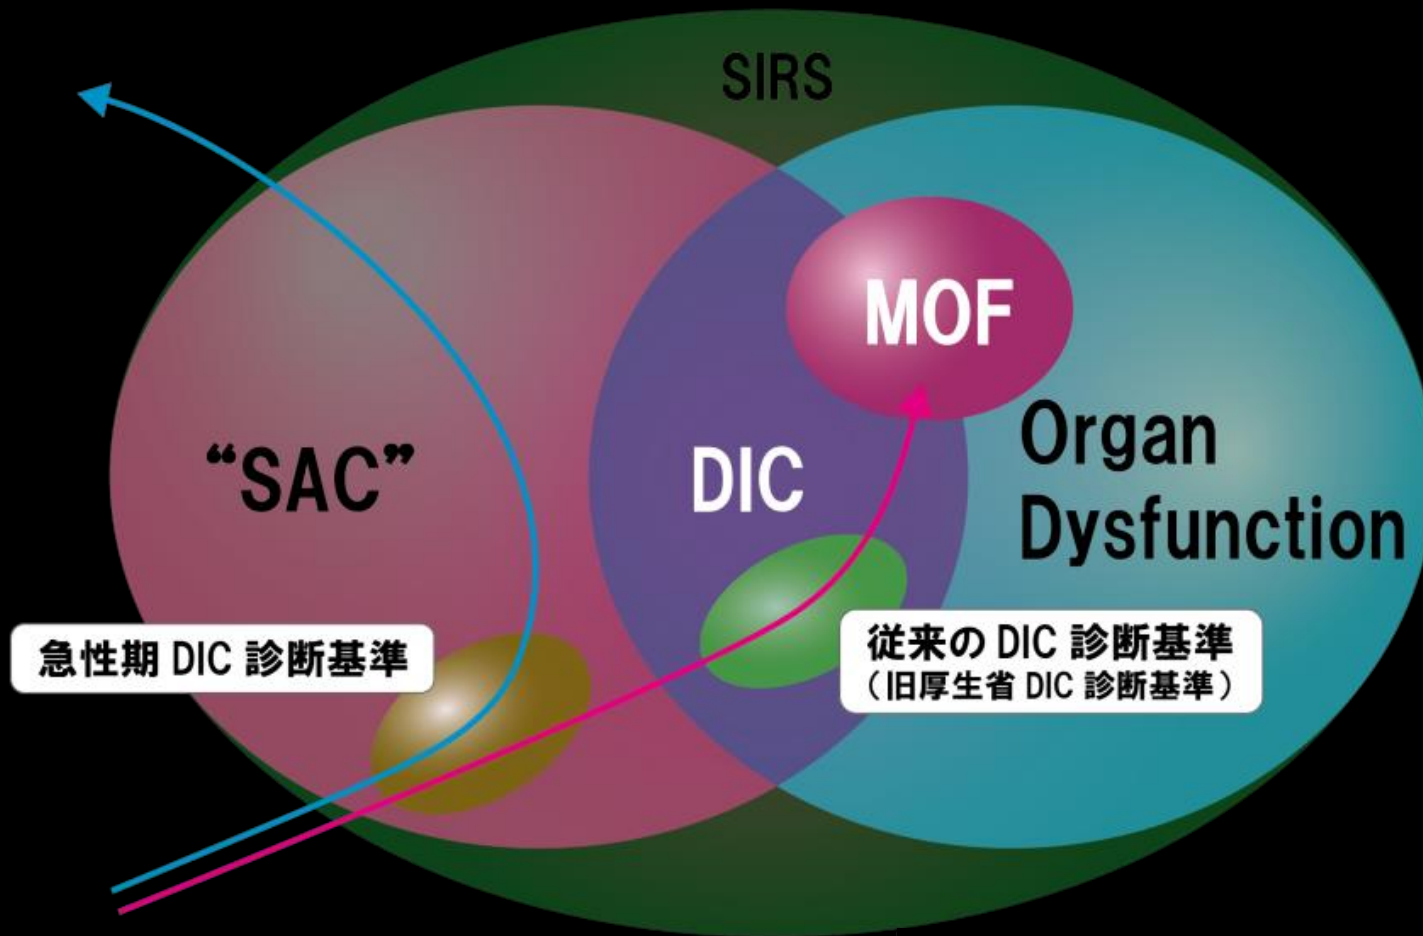 SIRS
MOF
“SAC”
DIC
Organ
Dysfunction
急性期 DIC 診断基準
従来の DIC 診断基準
（旧厚生省 DIC 診断基準）